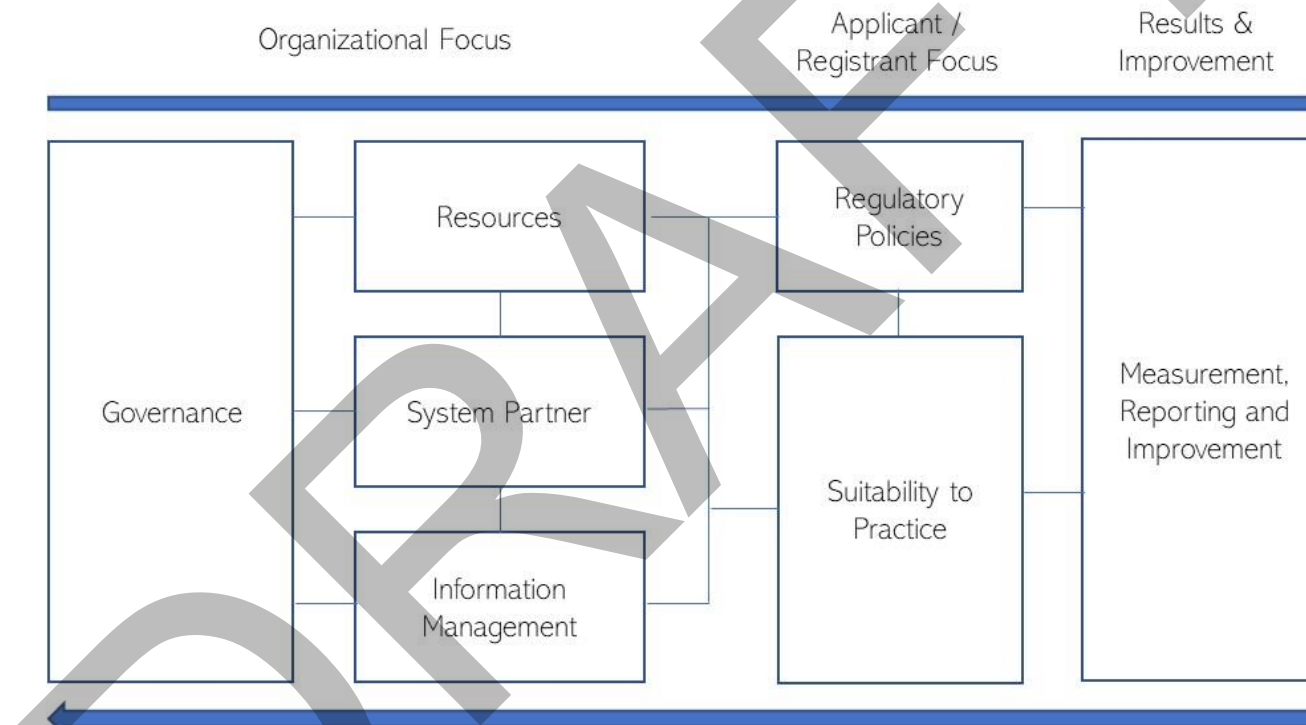 Organizational Focus
Applicant /
Registrant Focus
Results &
Improvement
Governance
Resources
System Partner
Information
Management
Regulatory
Policies
Suitability to
Practice
Measurement,
Reporting and
Improvement
DRAFT